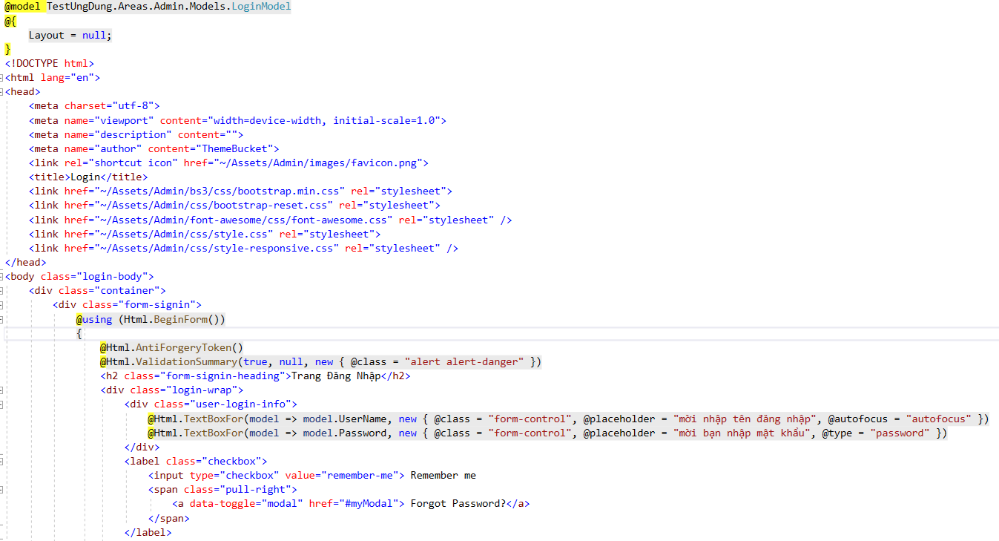 @model TestUngDung.Areas.Admin.Models.LoginModel
@{
    Layout = null;
}
<!DOCTYPE html>
<html lang="en">
<head>
    <meta charset="utf-8">
    <meta name="viewport" content="width=device-width, initial-scale=1.0">
    <meta name="description" content="">
    <meta name="author" content="ThemeBucket">
    <link rel="shortcut icon" href="~/Assets/Admin/images/favicon.png">
    <title>Login</title>
    <link href="~/Assets/Admin/bs3/css/bootstrap.min.css" rel="stylesheet">
    <link href="~/Assets/Admin/css/bootstrap-reset.css" rel="stylesheet">
    <link href="~/Assets/Admin/font-awesome/css/font-awesome.css" rel="stylesheet" />
    <link href="~/Assets/Admin/css/style.css" rel="stylesheet">
    <link href="~/Assets/Admin/css/style-responsive.css" rel="stylesheet" />
</head>
<body class="login-body">
    <div class="container">
        <div class="form-signin">
            @using (Html.BeginForm())
            {
                @Html.AntiForgeryToken()
                @Html.ValidationSummary(true, null, new { @class = "alert alert-danger" })
                <h2 class="form-signin-heading">Trang Đăng Nhập</h2>
                <div class="login-wrap">
                    <div class="user-login-info">
                        @Html.TextBoxFor(model => model.UserName, new { @class = "form-control", @placeholder = "mời nhập tên đăng nhập", @autofocus = "autofocus" })
                        @Html.TextBoxFor(model => model.Password, new { @class = "form-control", @placeholder = "mời bạn nhập mật khẩu", @type = "password" })
                    </div>
                    <label class="checkbox">
                        <input type="checkbox" value="remember-me"> Remember me
                        <span class="pull-right">
                            <a data-toggle="modal" href="#myModal"> Forgot Password?</a>
                        </span>
                    </label>